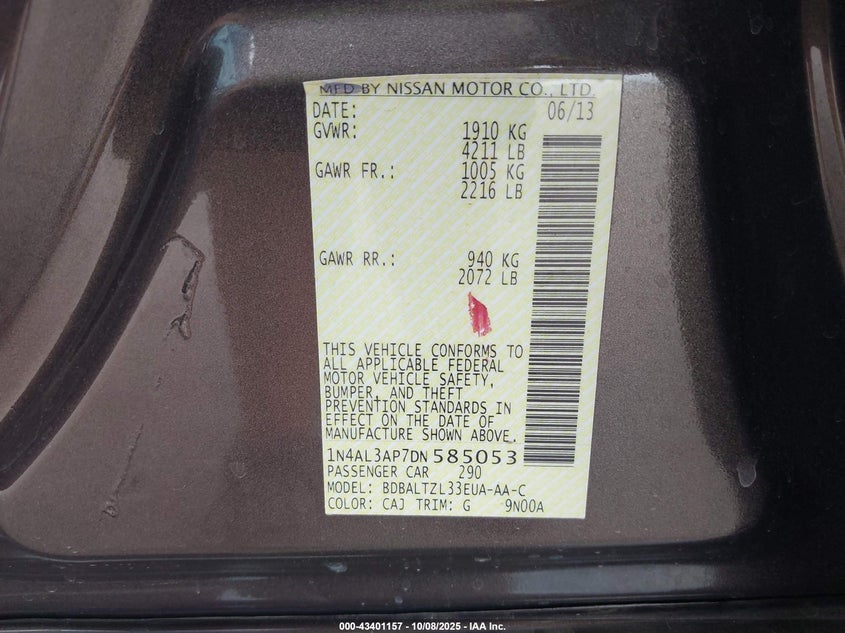 MFD BY NISSAN MOTOR CO., LTD.
DATE: 06/13
GVWR: 1910 KG
4211 LB
GAWR FR.: 1005 KG
2216 LB
GAWR RR.: 940 KG
2072 LB
THIS VEHICLE CONFORMS TO
ALL APPLICABLE FEDERAL
MOTOR VEHICLE SAFETY,
BUMPER, AND THEFT
PREVENTION STANDARDS IN
EFFECT ON THE DATE OF
MANUFACTURE SHOWN ABOVE.
1N4AL3AP7DN 585053
PASSENGER CAR 290
MODEL: BDBALTZL33EUA-AA-C
COLOR: CAJ TRIM: G 9N00A
000-43401157 - 10/08/2025 - IAA Inc.